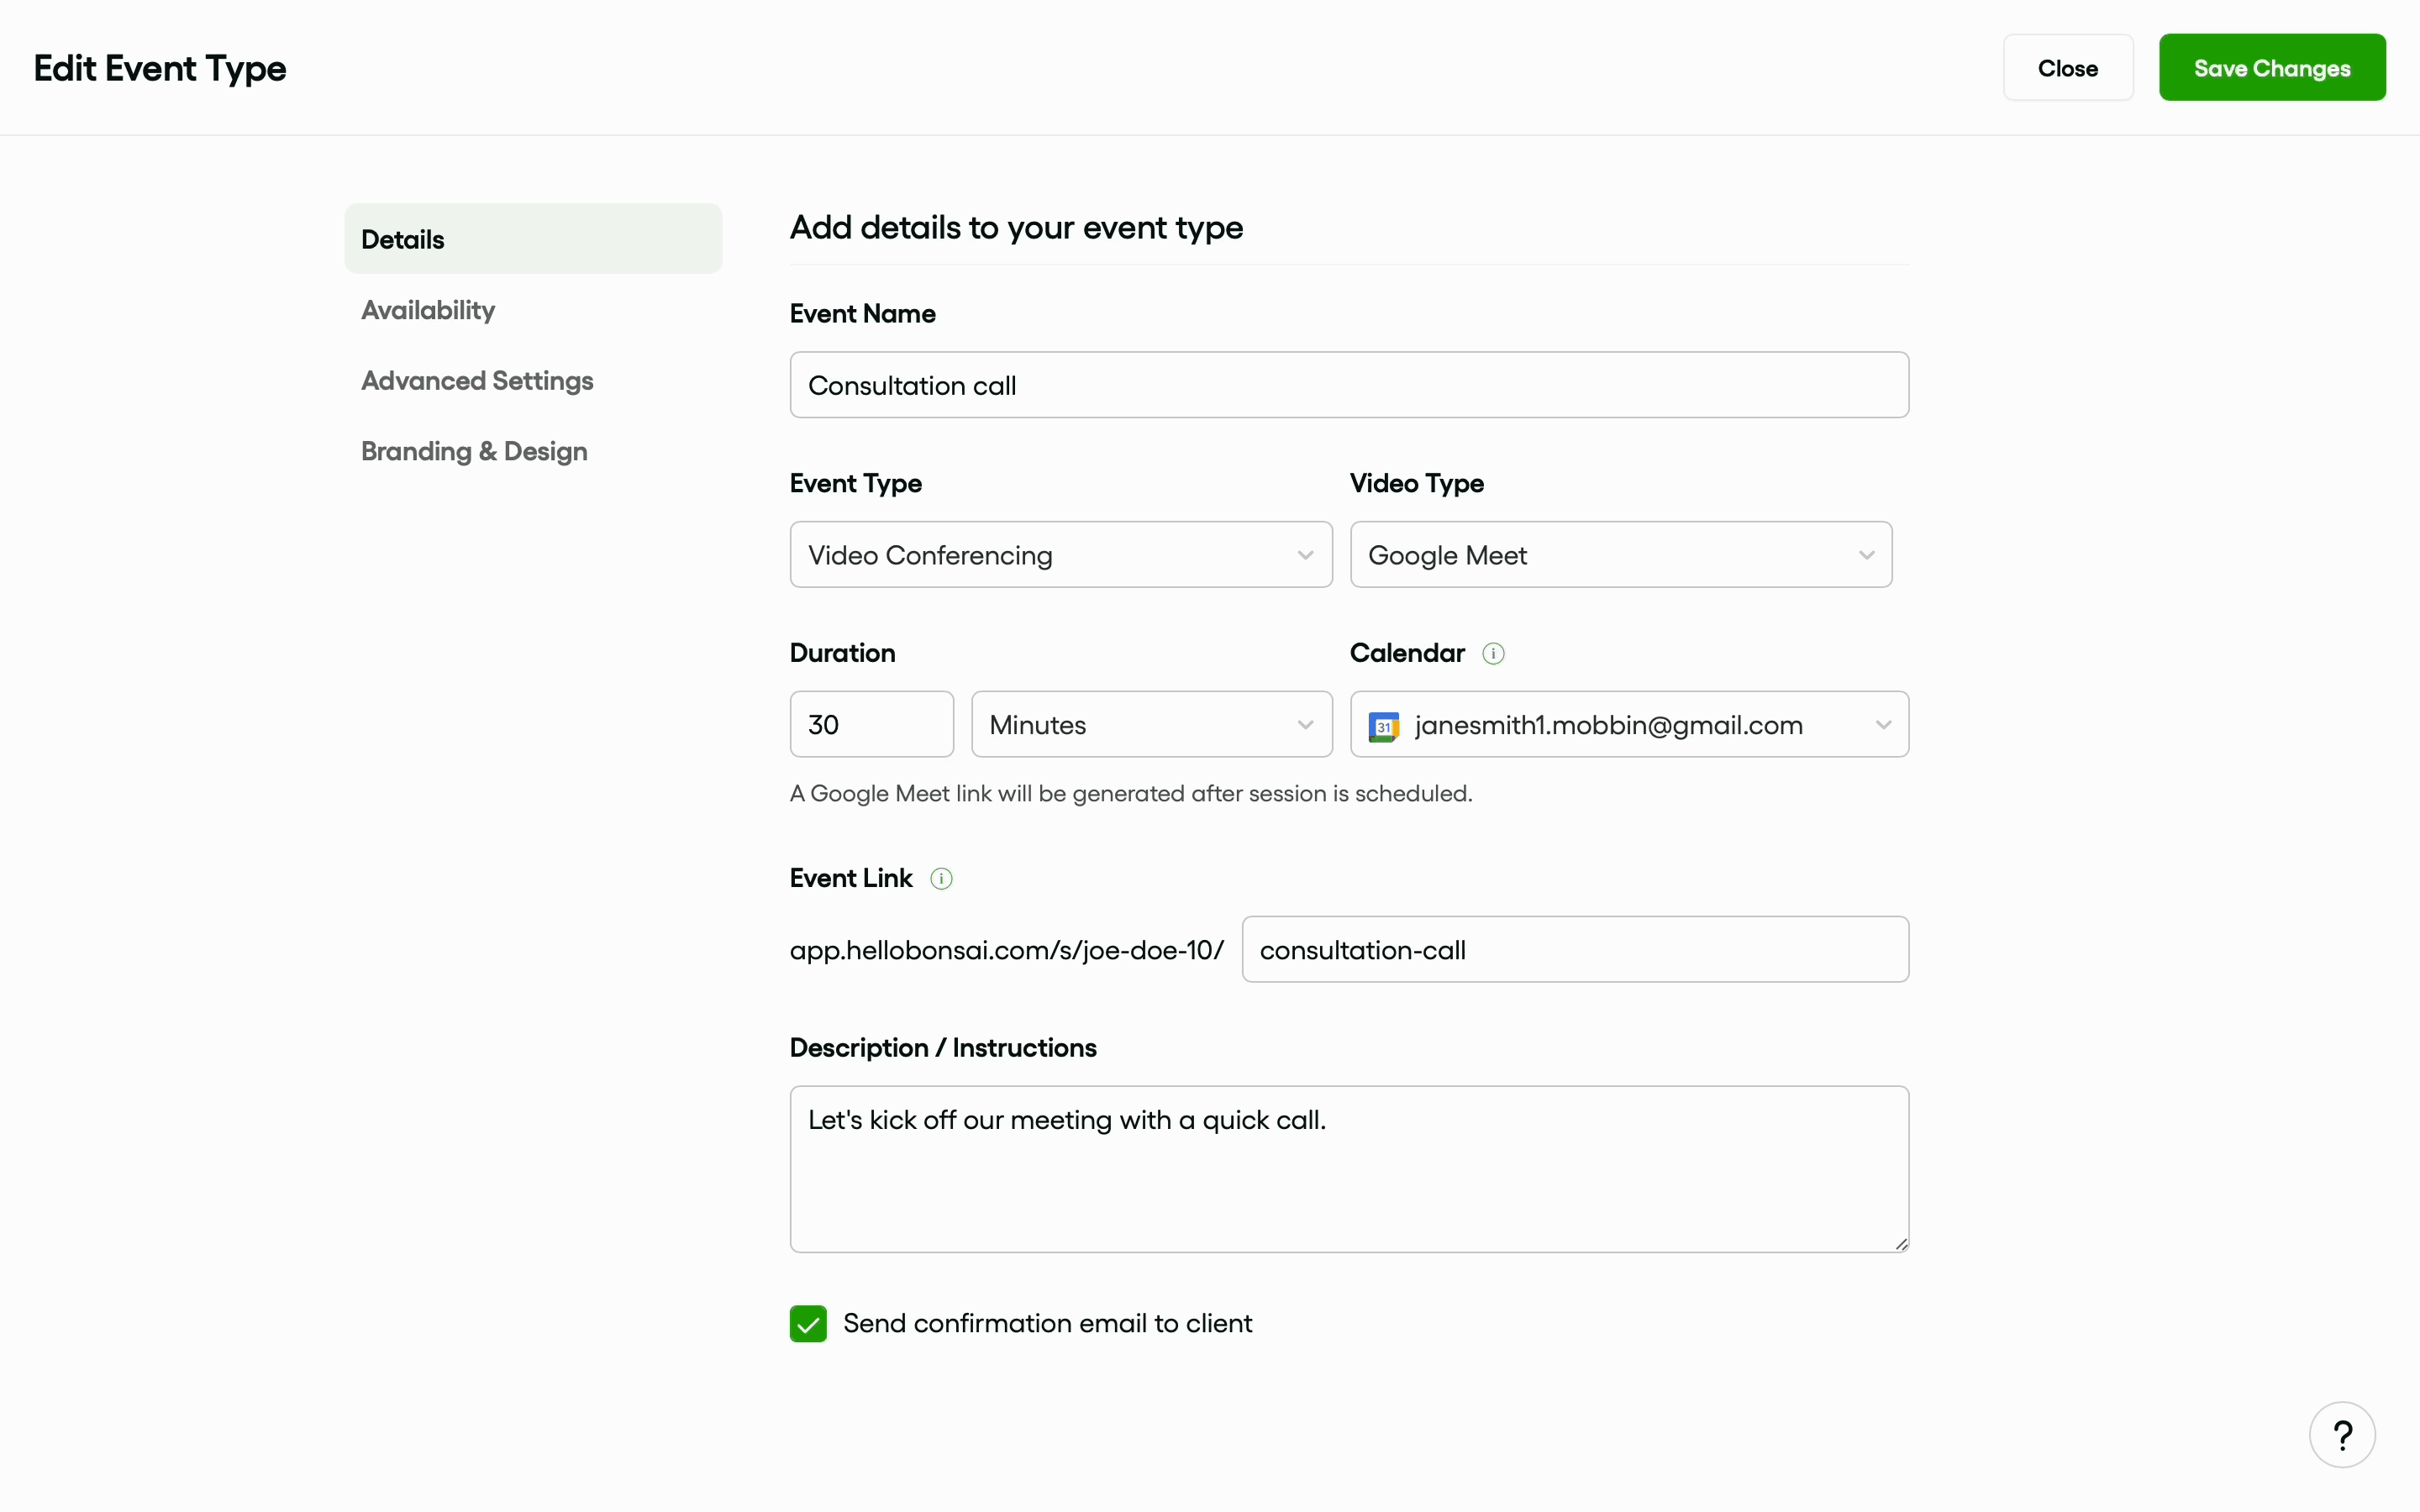 Edit Event Type
Close
Save Changes
Details
Availability
Advanced Settings
Branding & Design
Add details to your event type
Event Name
Consultation call
Event Type
Video Type
Video Conferencing
Google Meet
Duration
Calendar
30
Minutes
31
janesmith1.mobbin@gmail.com
A Google Meet link will be generated after session is scheduled.
Event Link
app.hellobonsai.com/s/joe-doe-10/
consultation-call
Description / Instructions
Let's kick off our meeting with a quick call.
Send confirmation email to client
?